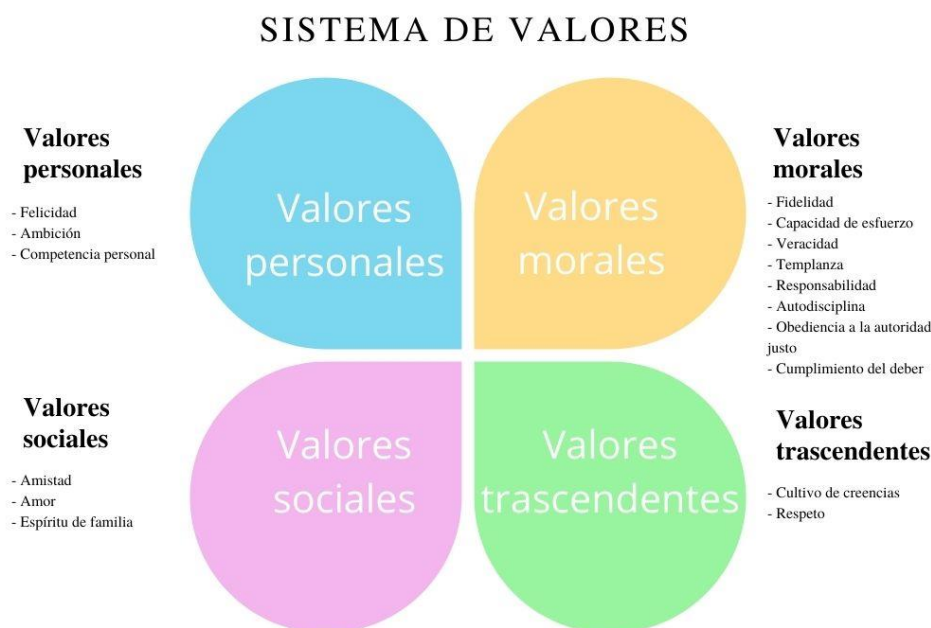 SISTEMA DE VALORES
Valores
personales
- Felicidad
- Ambición
- Competencia personal
Valores
personales
Valores
morales
Valores
morales
- Fidelidad
- Capacidad de esfuerzo
- Veracidad
- Templanza
- Responsabilidad
- Autodisciplina
- Obediencia a la autoridad
justo
- Cumplimiento del deber
Valores
sociales
- Amistad
- Amor
- Espíritu de familia
Valores
sociales
Valores
trascendentes
Valores
trascendentes
- Cultivo de creencias
- Respeto